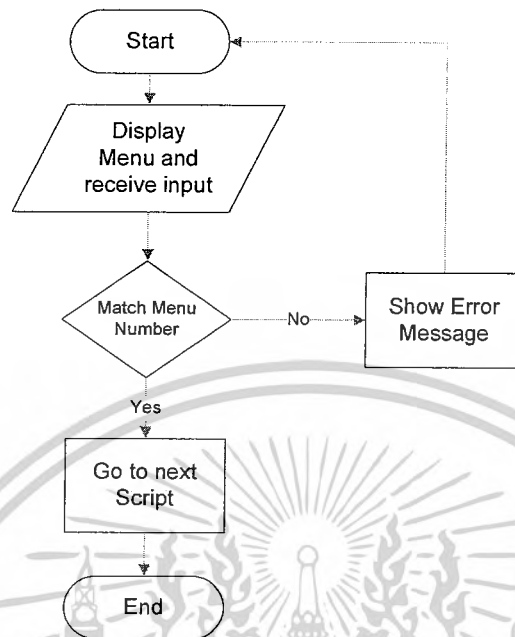 Start
Display
Menu and
receive input
Match Menu
Number
No
Show Error
Message
Yes
Go to next
Script
End